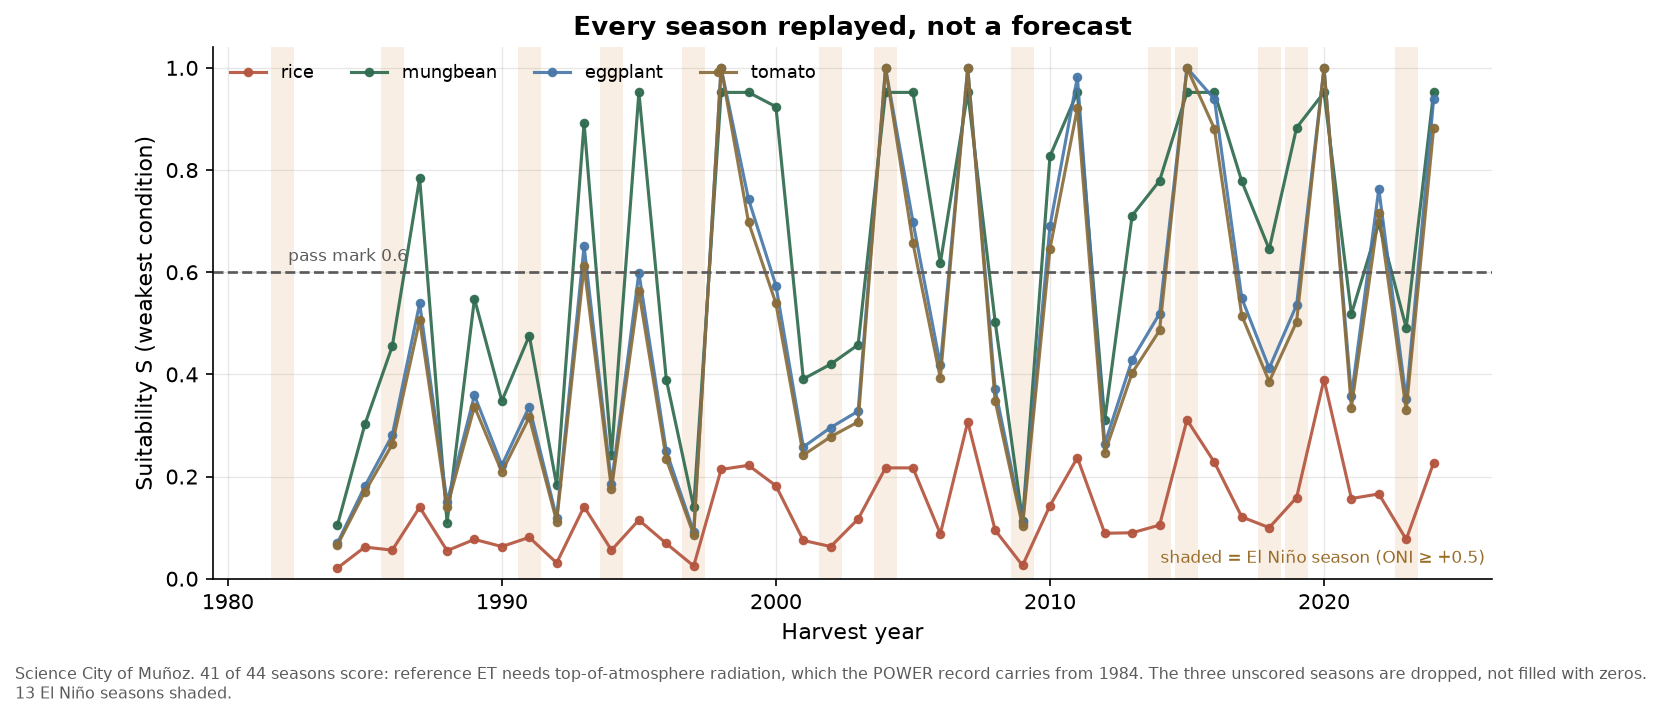 Every season replayed, not a forecast
rice
mungbean
eggplant
tomato
1.0
0.8
0.6
0.4
0.2
0.0
Suitability S (weakest condition)
pass mark 0.6
shaded = El Niño season (ONI ≥ +0.5)
1980
1990
2000
2010
2020
Harvest year
Science City of Muñoz. 41 of 44 seasons score: reference ET needs top-of-atmosphere radiation, which the POWER record carries from 1984. The three unscored seasons are dropped, not filled with zeros.
13 El Niño seasons shaded.